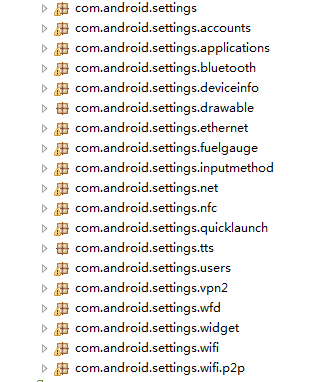 com.android.settings
com.android.settings.accounts
com.android.settings.applications
com.android.settings.bluetooth
com.android.settings.deviceinfo
com.android.settings.drawable
com.android.settings.ethernet
com.android.settings.fuelgauge
com.android.settings.inputmethod
com.android.settings.net
com.android.settings.nfc
com.android.settings.quicklaunch
com.android.settings.tts
com.android.settings.users
com.android.settings.vpn2
com.android.settings.wfd
com.android.settings.widget
com.android.settings.wifi
com.android.settings.wifi.p2p